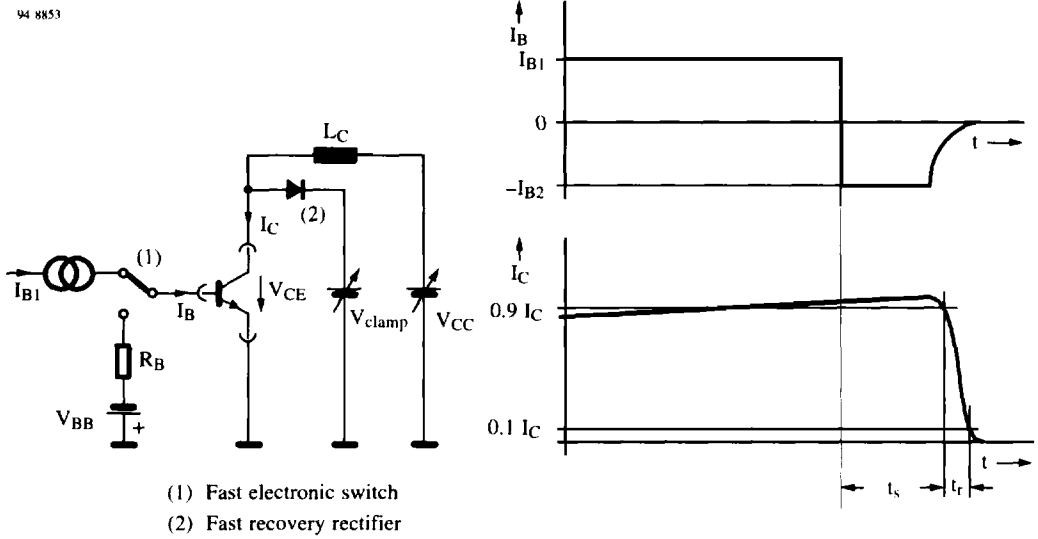 94 8853
I_B
I_B1
0
t
–I_B2
L_C
(2)
I_C
(1)
I_B1
I_B
V_CE
V_clamp
V_CC
R_B
V_BB
+
I_C
0.9 I_C
0.1 I_C
t
t_s
t_r
(1) Fast electronic switch
(2) Fast recovery rectifier